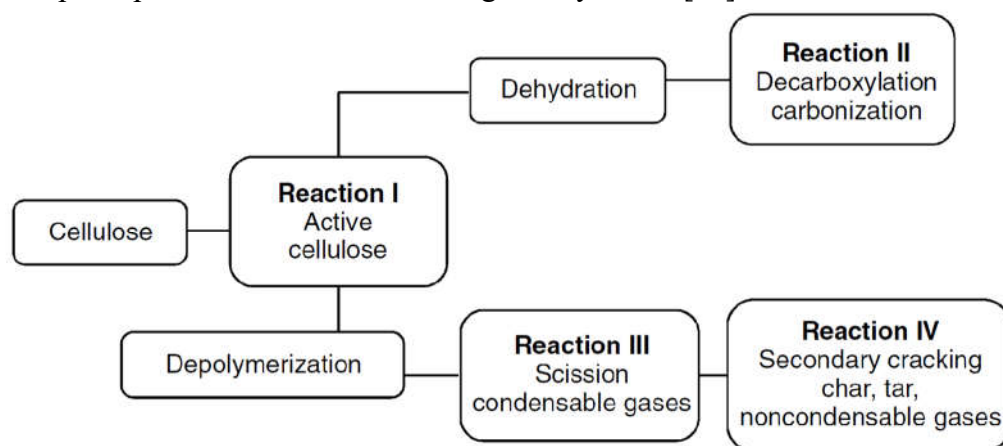 Reaction II
Decarboxylation
carbonization
Dehydration
Reaction I
Active
cellulose
Cellulose
Depolymerization
Reaction III
Scission
condensable gases
Reaction IV
Secondary cracking
char, tar,
noncondensable gases